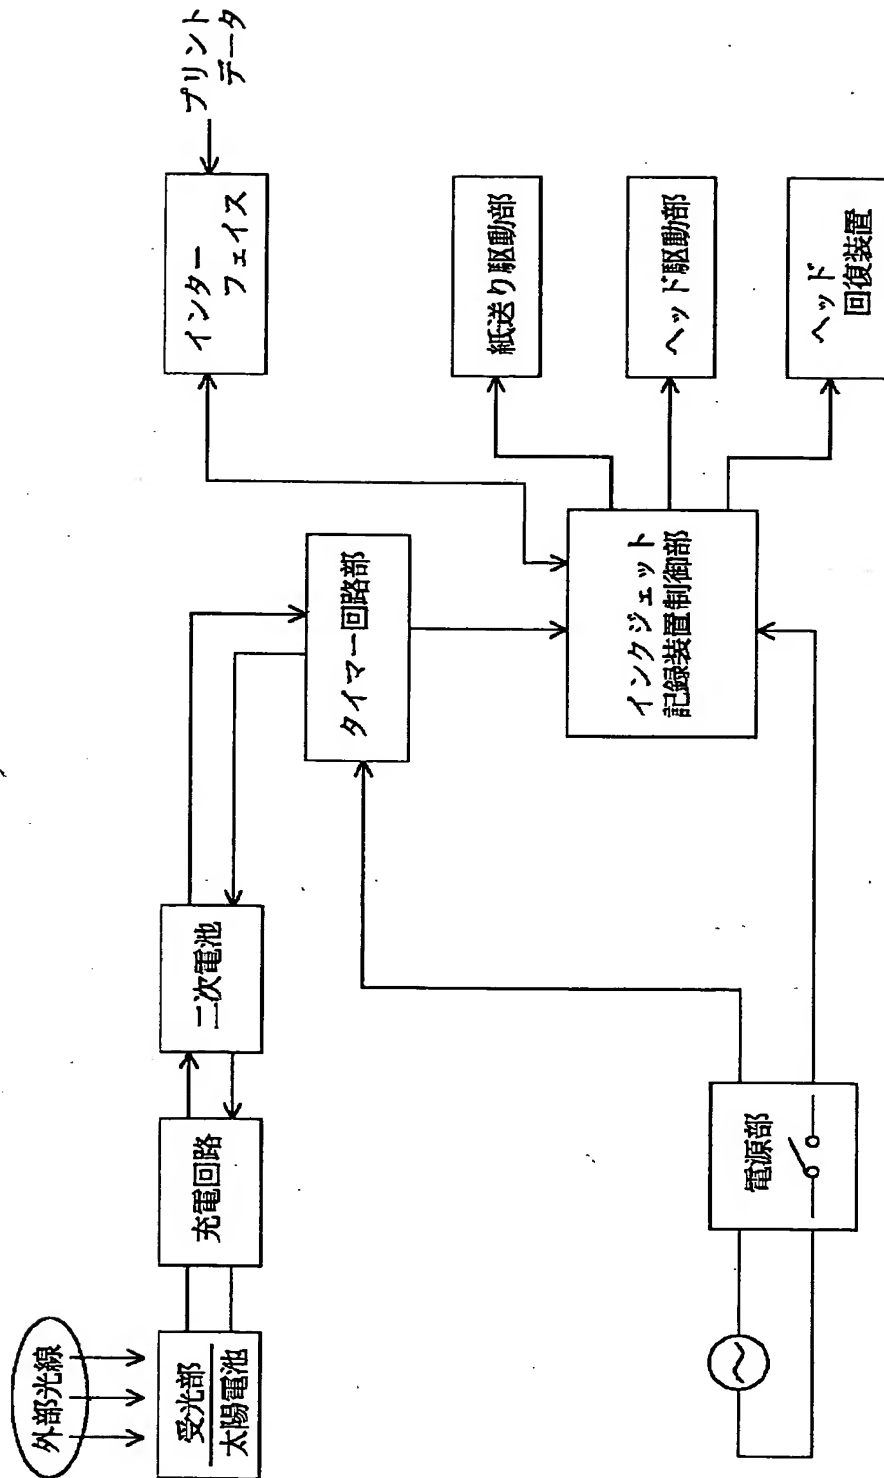 外部光線
受光部
太陽電池
充電回路
二次電池
タイマー回路部
インター
フェイス
プリント
データ
電源部
インクジェット
記録装置制御部
紙送り駆動部
ヘッド駆動部
ヘッド
回復装置